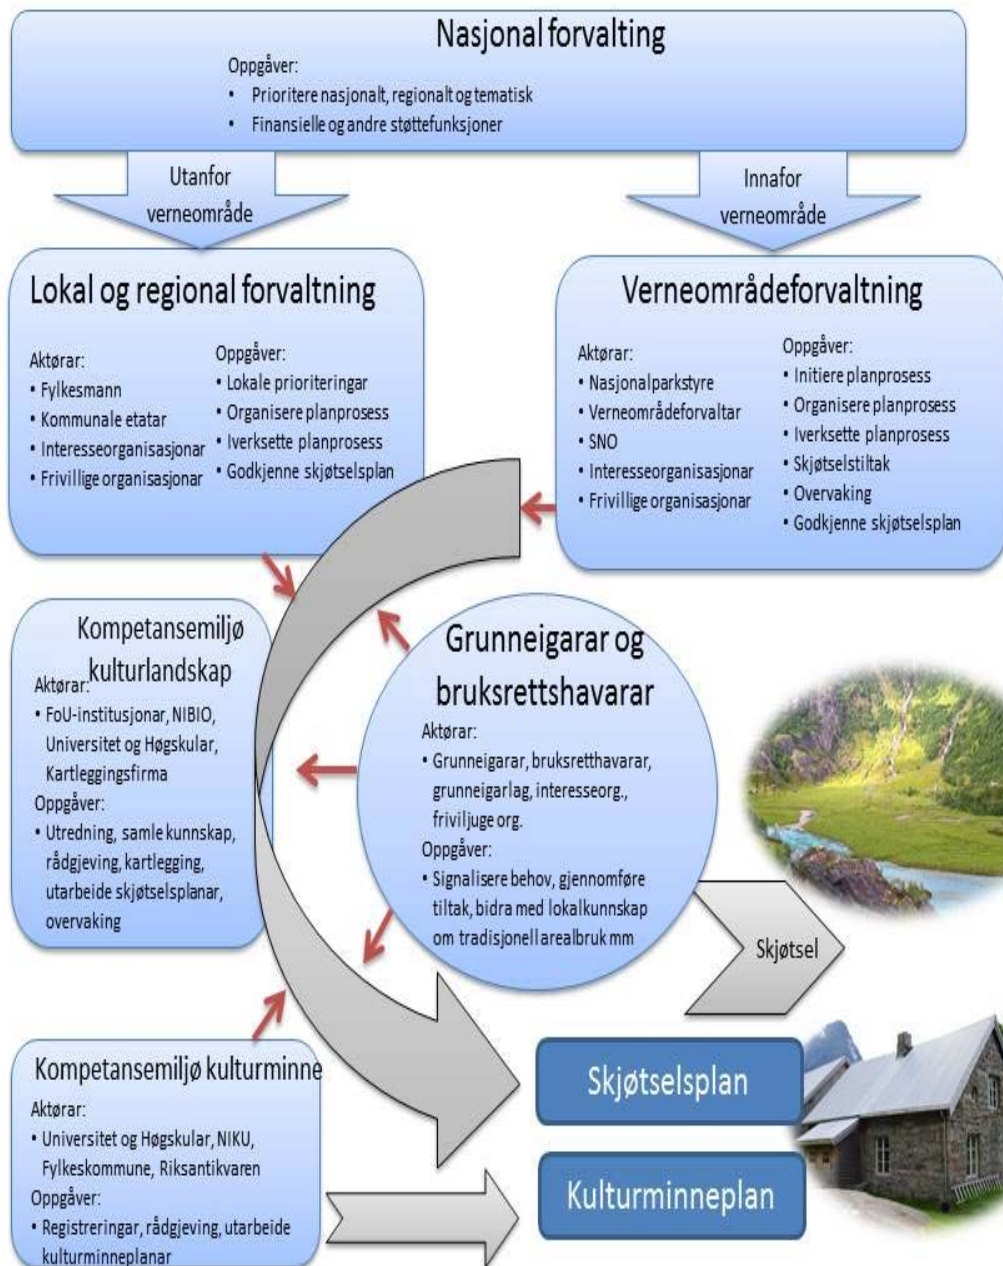 Nasjonal forvalting
Oppgåver:
• Prioritere nasjonalt, regionalt og tematisk
• Finansielle og andre støttefunksjoner
Utanfor
verneområde
Innafor
verneområde
Lokal og regional forvaltning
Aktørar:
• Fylkesmann
• Kommunale etatar
• Interesseorganisasjonar
• Frivillige organisasjonar
Oppgåver:
• Lokale prioriteringar
• Organisere planprosess
• Iverksette planprosess
• Godkjenne skjøtselsplan
Verneområdeforvaltning
Aktørar:
• Nasjonalparkstyre
• Verneområdeforvaltar
• SNO
• Interesseorganisasjonar
• Frivillige organisasjonar
Oppgåver:
• Initiere planprosess
• Organisere planprosess
• Iverksette planprosess
• Skjøtselstiltak
• Overvaking
• Godkjenne skjøtselsplan
Kompetansemiljø
kulturlandskap
Aktørar:
• FoU-institusjonar, NIBIO,
Universitet og Høgskular,
Kartleggingsfirma
Oppgåver:
• Utredning, samle kunnskap,
rådgjeving, kartlegging,
utarbeide skjøtselsplanar,
overvaking
Grunneigarar og
bruksrettshavarar
Aktørar:
• Grunneigarar, bruksretthavarar,
grunneigarlag, interesseorg.,
friviljuge org.
Oppgåver:
• Signalisere behov, gjennomføre
tiltak, bidra med lokalkunnskap
om tradisjonell arealbruk mm
Skjøtsel
Kompetansemiljø kulturminne
Aktørar:
• Universitet og Høgskular, NIKU,
Fylkeskommune, Riksantikvaren
Oppgåver:
• Registreringar, rådgjeving, utarbeide
kulturminneplanar
Skjøtselsplan
Kulturminneplan